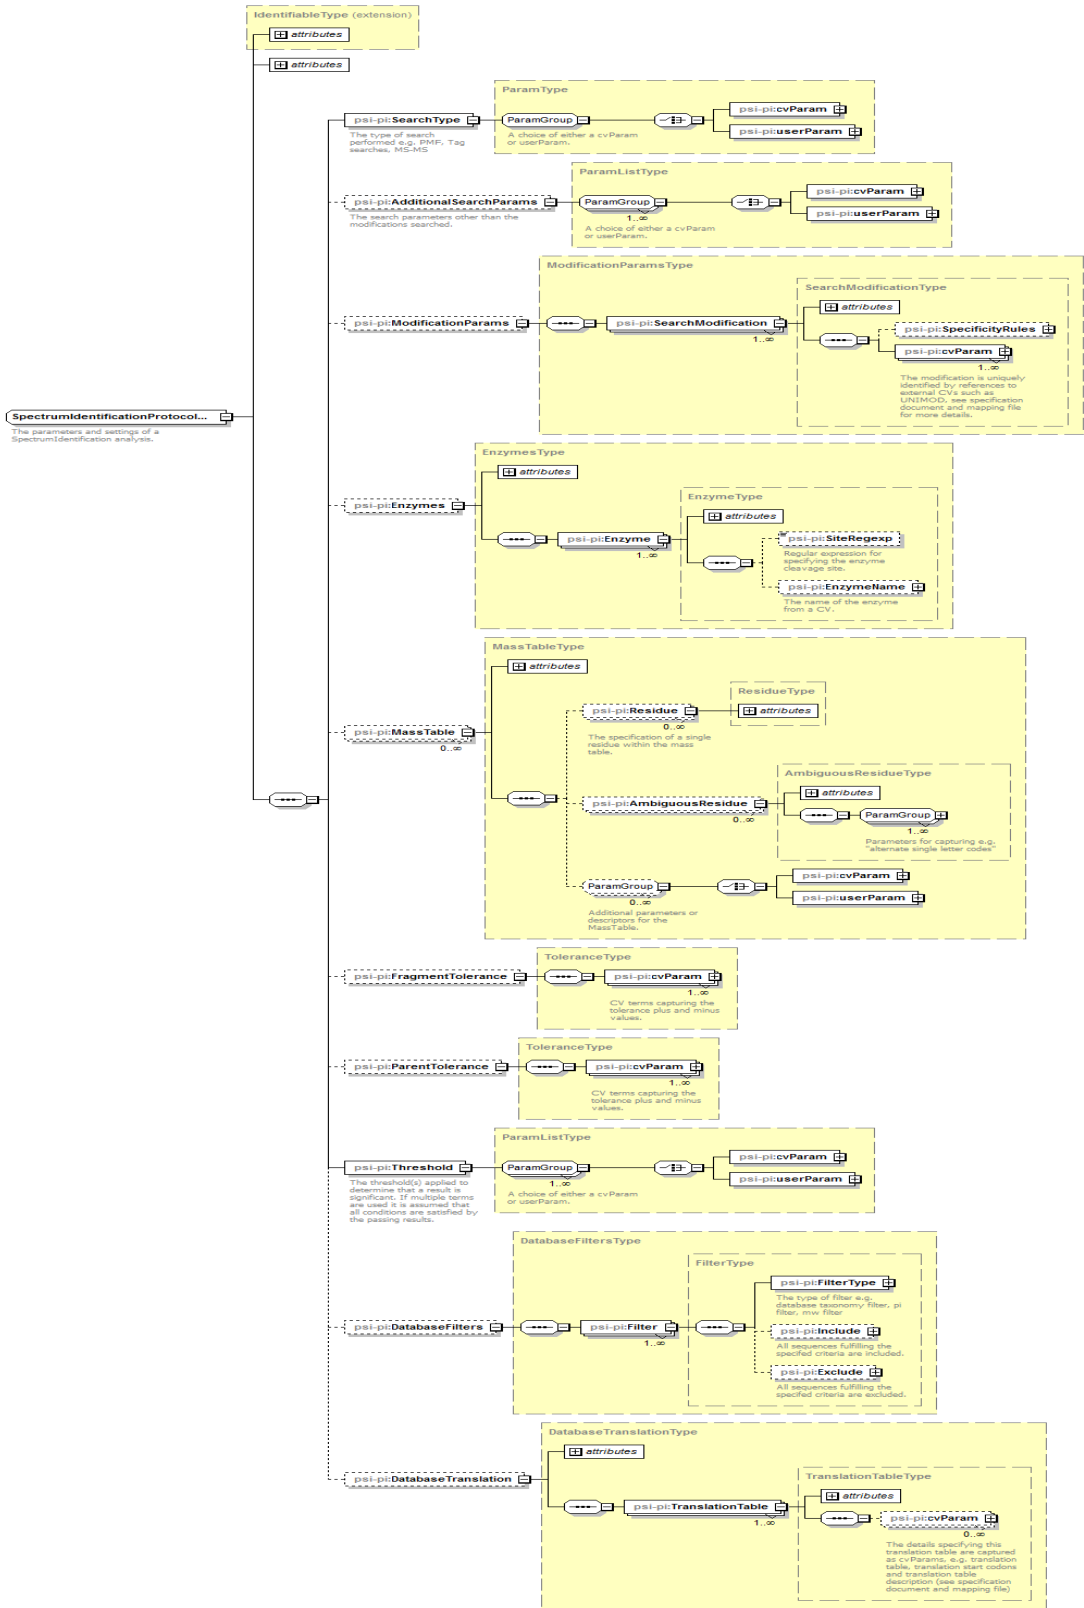 IdentifiableType (extension)
attributes
attributes
ParamType
psi-pi:cvParam
psi-pi:SearchType
ParamGroup
psi-pi:userParam
The type of search
performed e.g. PMF, Tag
searches, MS-MS
A choice of either a cvParam
or userParam.
ParamListType
psi-pi:cvParam
psi-pi:AdditionalSearchParams
ParamGroup
psi-pi:userParam
1..∞
The search parameters other than the
modifications searched.
A choice of either a cvParam
or userParam.
ModificationParamsType
SearchModificationType
attributes
psi-pi:ModificationParams
psi-pi:SearchModification
1..∞
psi-pi:SpecificityRules
psi-pi:cvParam
1..∞
The modification is uniquely
identified by references to
external CVs such as
UNIMOD, see specification
document and mapping file
for more details.
SpectrumIdentificationProtocol...
The parameters and settings of a
SpectrumIdentification analysis.
EnzymesType
attributes
EnzymeType
attributes
psi-pi:Enzymes
psi-pi:Enzyme
1..∞
psi-pi:SiteRegexp
Regular expression for
specifying the enzyme
cleavage site.
psi-pi:EnzymeName
The name of the enzyme
from a CV.
MassTableType
attributes
ResidueType
attributes
psi-pi:Residue
0..∞
The specification of a single
residue within the mass
table.
psi-pi:MassTable
0..∞
AmbiguousResidueType
attributes
psi-pi:AmbiguousResidue
0..∞
ParamGroup
1..∞
Parameters for capturing e.g.
"alternate single letter codes"
psi-pi:cvParam
ParamGroup
0..∞
psi-pi:userParam
Additional parameters or
descriptors for the
MassTable.
ToleranceType
psi-pi:FragmentTolerance
psi-pi:cvParam
1..∞
CV terms capturing the
tolerance plus and minus
values.
ToleranceType
psi-pi:ParentTolerance
psi-pi:cvParam
1..∞
CV terms capturing the
tolerance plus and minus
values.
ParamListType
psi-pi:cvParam
psi-pi:Threshold
ParamGroup
1..∞
psi-pi:userParam
The threshold(s) applied to
determine that a result is
significant. If multiple terms
are used it is assumed that
all conditions are satisfied by
the passing results.
A choice of either a cvParam
or userParam.
DatabaseFiltersType
FilterType
psi-pi:FilterType
The type of filter e.g.
database taxonomy filter, pi
filter, mw filter
psi-pi:DatabaseFilters
psi-pi:Filter
1..∞
psi-pi:Include
All sequences fulfilling the
specifed criteria are included.
psi-pi:Exclude
All sequences fulfilling the
specifed criteria are excluded.
DatabaseTranslationType
attributes
TranslationTableType
attributes
psi-pi:DatabaseTranslation
psi-pi:TranslationTable
1..∞
psi-pi:cvParam
0..∞
The details specifying this
translation table are captured
as cvParams, e.g. translation
table, translation start codons
and translation table
description (see specification
document and mapping file)